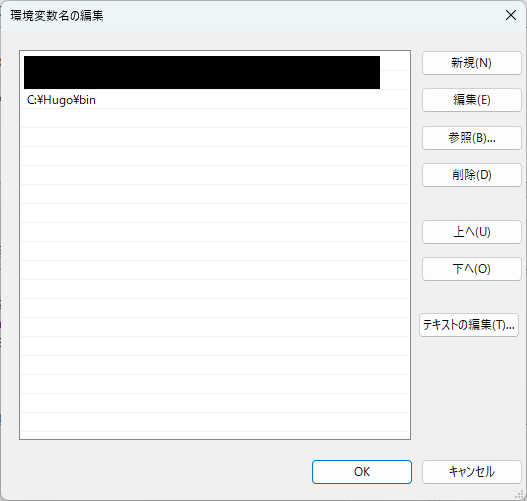 環境変数名の編集
新規(N)
C:¥Hugo¥bin
編集(E)
参照(B)...
削除(D)
上へ(U)
下へ(O)
テキストの編集(T)...
OK
キャンセル